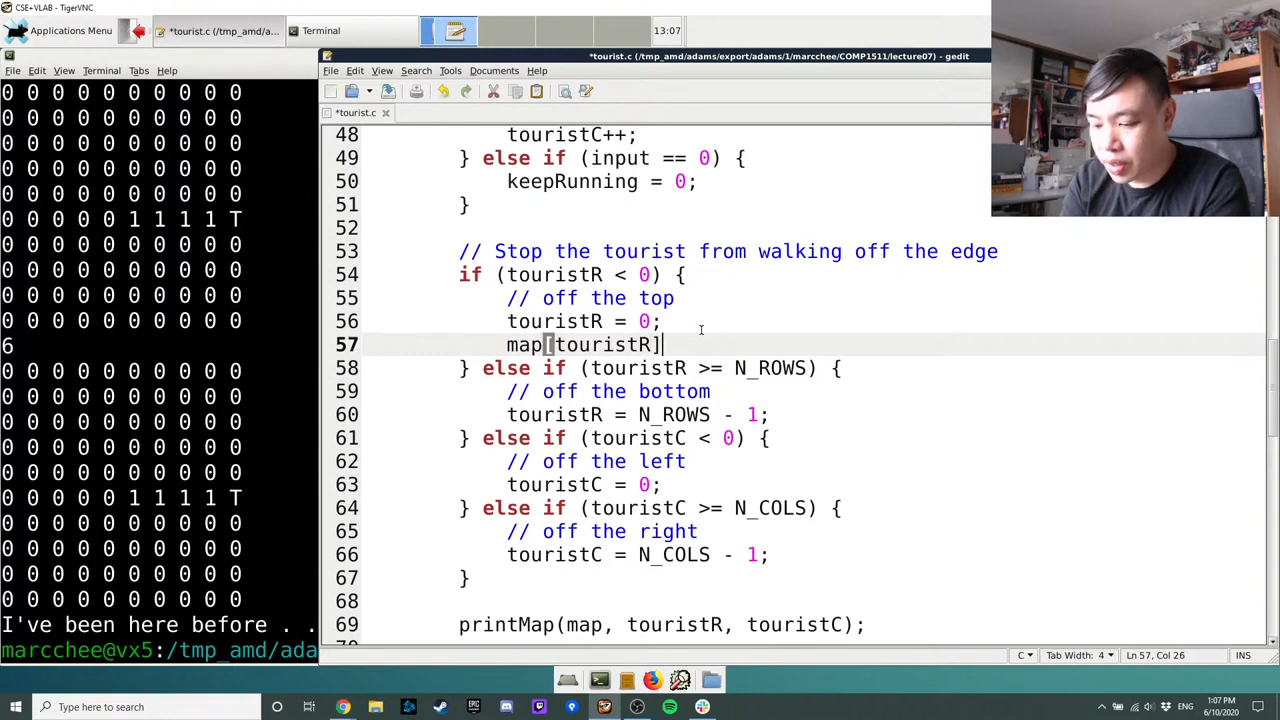 CSE+VLAB - TigerVNC
Applications Menu
*tourist.c (/tmp_amd/a...
Terminal
13:07
File Edit View Terminal Tabs Help
0 0 0 0 0 0 0 0 0 0
0 0 0 0 0 0 0 0 0 0
0 0 0 0 0 0 0 0 0 0
0 0 0 0 0 0 0 0 0 0
0 0 0 0 0 0 0 0 0 0
0 0 0 0 0 1 1 1 1 T
0 0 0 0 0 0 0 0 0 0
0 0 0 0 0 0 0 0 0 0
0 0 0 0 0 0 0 0 0 0
0 0 0 0 0 0 0 0 0 0
6
0 0 0 0 0 0 0 0 0 0
0 0 0 0 0 0 0 0 0 0
0 0 0 0 0 0 0 0 0 0
0 0 0 0 0 0 0 0 0 0
0 0 0 0 0 0 0 0 0 0
0 0 0 0 0 1 1 1 1 T
0 0 0 0 0 0 0 0 0 0
0 0 0 0 0 0 0 0 0 0
0 0 0 0 0 0 0 0 0 0
0 0 0 0 0 0 0 0 0 0
I've been here before . .
marcchee@vx5:/tmp_amd/ada
*tourist.c (/tmp_amd/adams/export/adams/1/marcchee/COMP1511/lecture07) - gedit
File Edit View Search Tools Documents Help
*tourist.c
48 touristC++;
49 } else if (input == 0) {
50 keepRunning = 0;
51 }
52
53 // Stop the tourist from walking off the edge
54 if (touristR < 0) {
55 // off the top
56 touristR = 0;
57 map[touristR]
58 } else if (touristR >= N_ROWS) {
59 // off the bottom
60 touristR = N_ROWS - 1;
61 } else if (touristC < 0) {
62 // off the left
63 touristC = 0;
64 } else if (touristC >= N_COLS) {
65 // off the right
66 touristC = N_COLS - 1;
67 }
68
69 printMap(map, touristR, touristC);
C Tab Width: 4 Ln 57, Col 26 INS
Type here to search
1:07 PM
6/10/2020